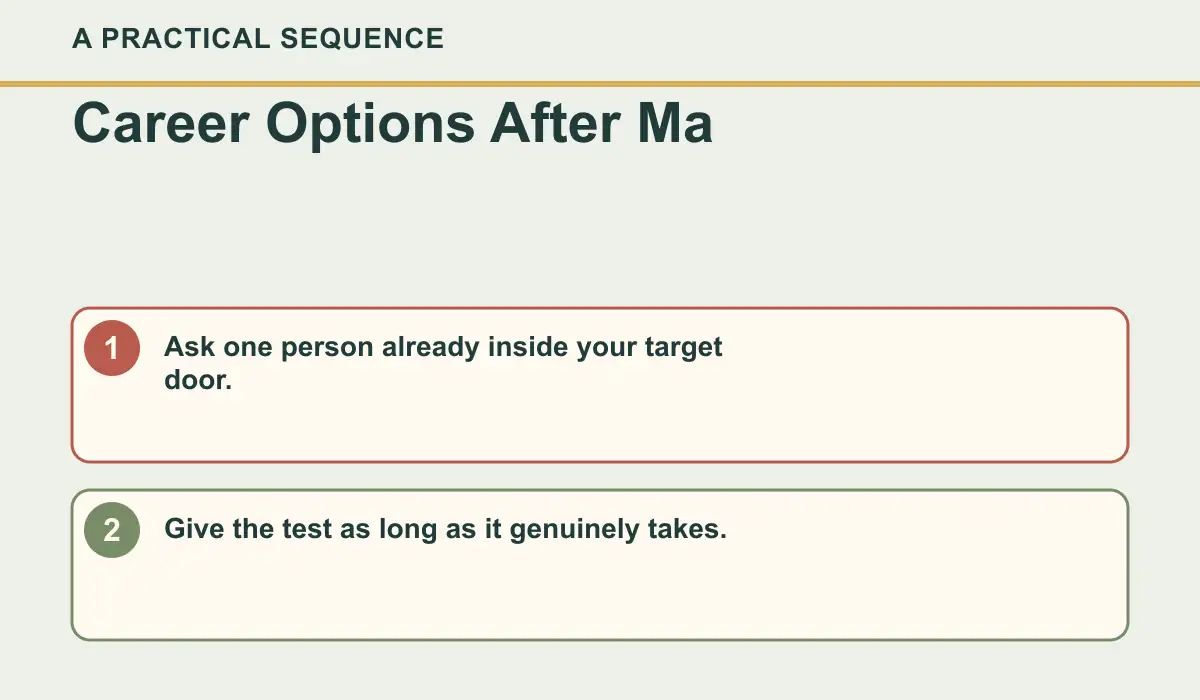 A PRACTICAL SEQUENCE
Career Options After Ma
1
Ask one person already inside your target
door.
2
Give the test as long as it genuinely takes.